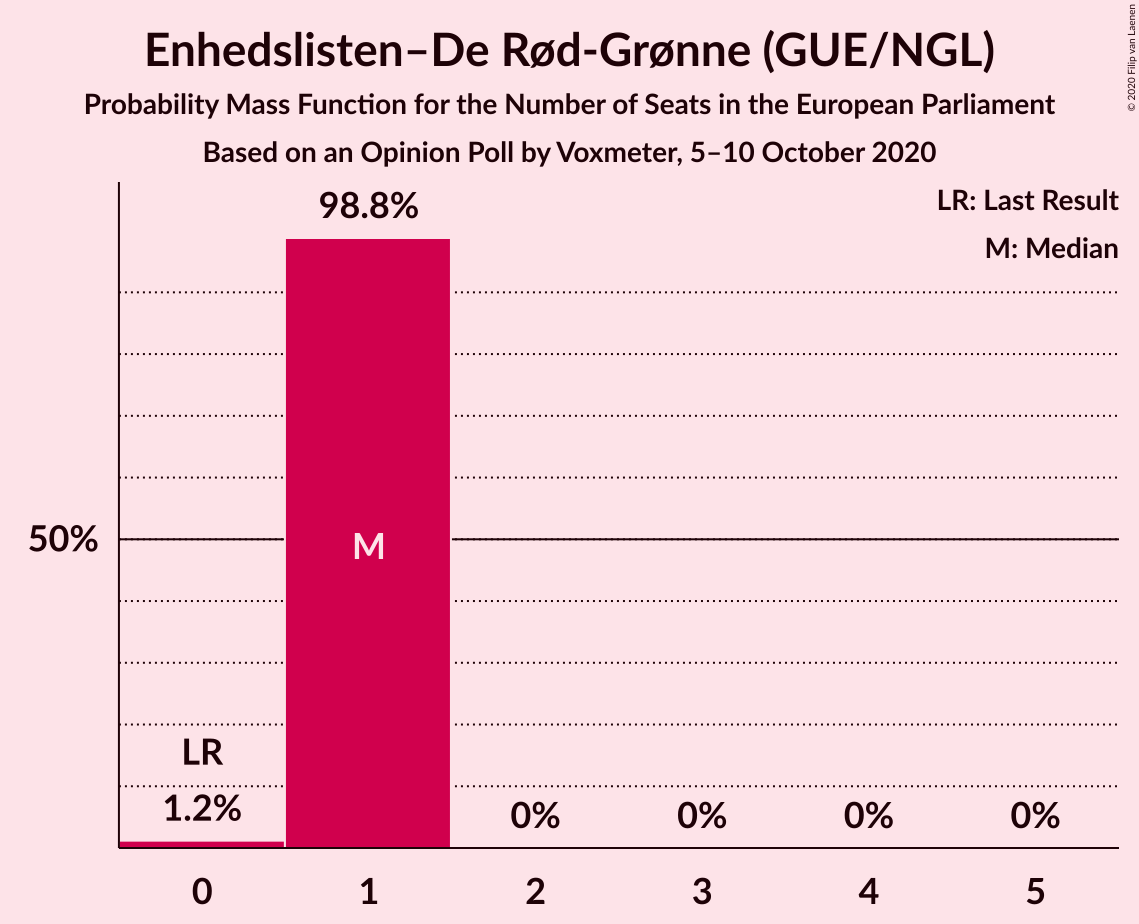 Enhedslisten–De Rød-Grønne (GUE/NGL)
Probability Mass Function for the Number of Seats in the European Parliament
Based on an Opinion Poll by Voxmeter, 5–10 October 2020
© 2020 Filip van Laenen
LR: Last Result
M: Median
98.8%
50%
M
LR
1.2%
0%
0%
0%
0%
0
1
2
3
4
5